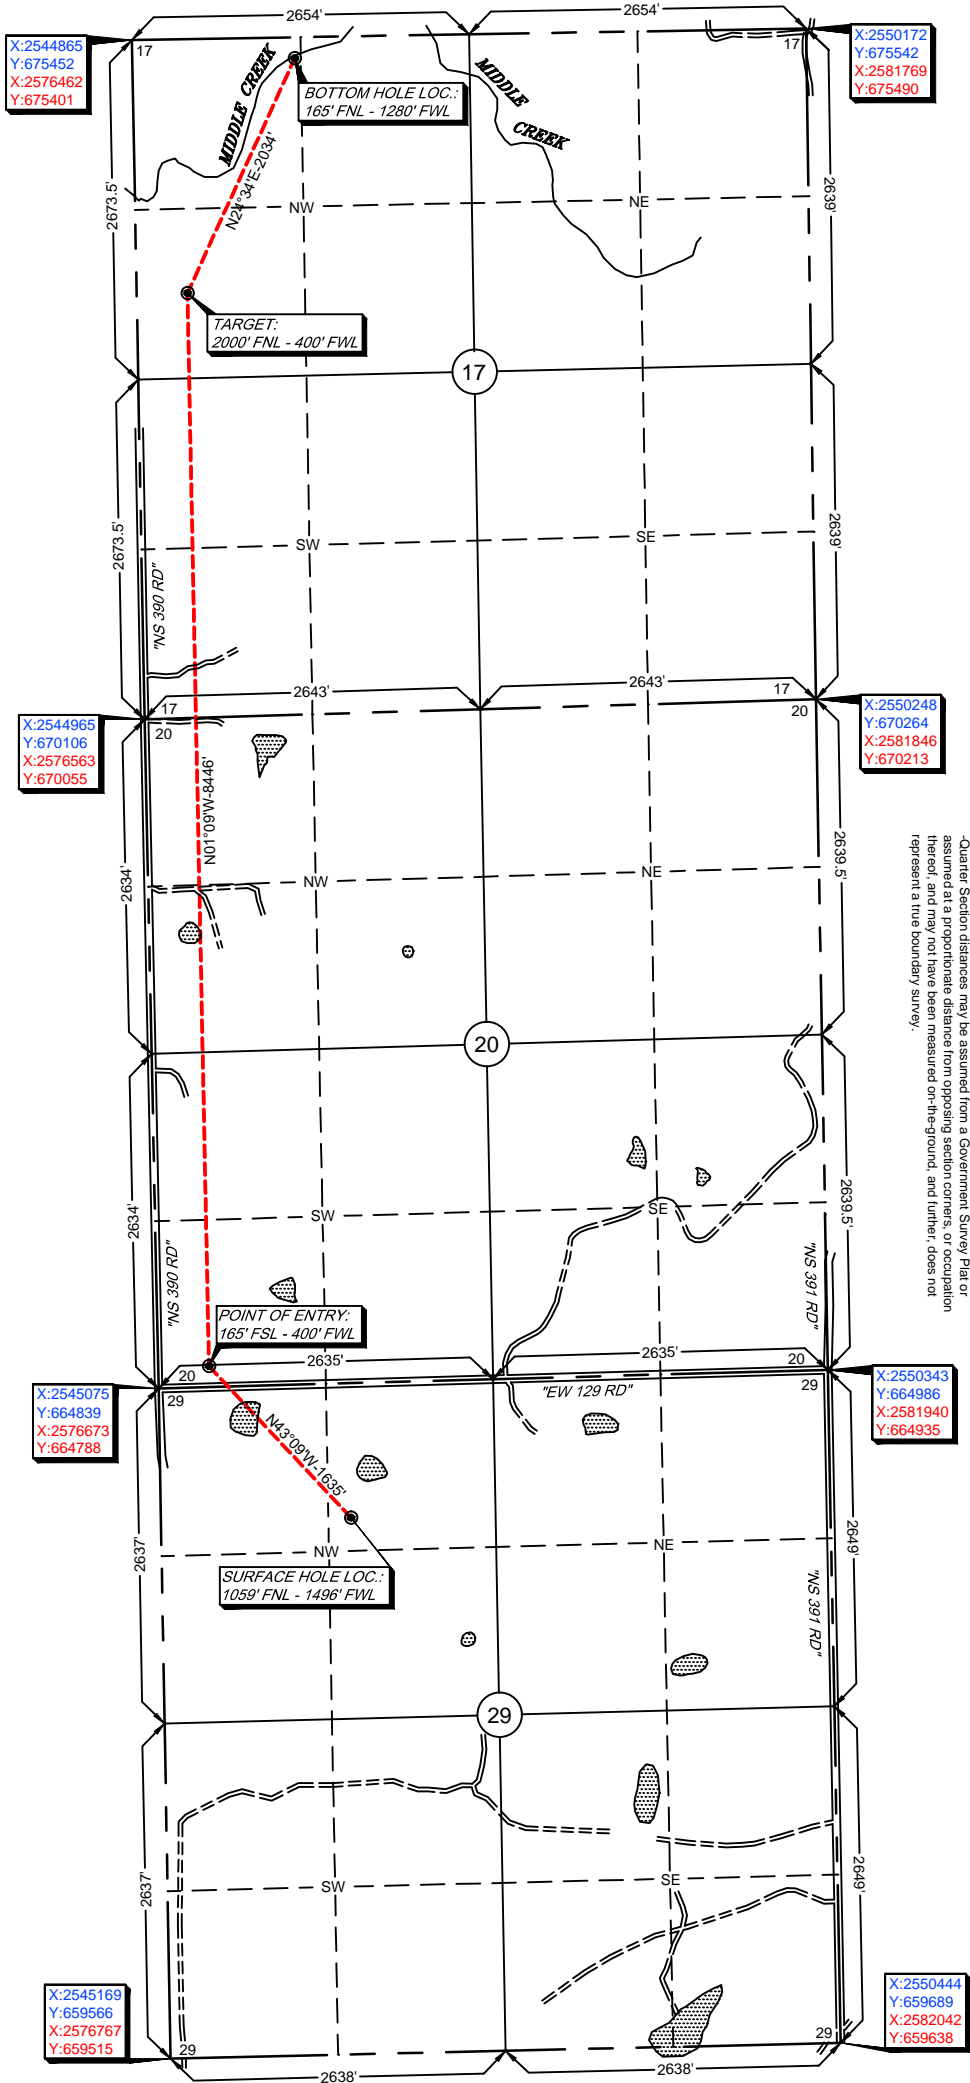 2654'
2654'
X:2544865
Y:675452
X:2576462
Y:675401
17
17
X:2550172
Y:675542
X:2581769
Y:675490
MIDDLE CREEK
MIDDLE
CREEK
BOTTOM HOLE LOC.:
165' FNL - 1280' FWL
N24°34'E-2034'
2673.5'
NW
NE
2639'
TARGET:
2000' FNL - 400' FWL
17
2673.5'
SW
SE
2639'
"NS 390 RD"
2643'
2643'
17
17
20
20
X:2544965
Y:670106
X:2576563
Y:670055
X:2550248
Y:670264
X:2581846
Y:670213
N01°09'W-8446'
2634'
NW
NE
2639.5'
-Quarter Section distances may be assumed from a Government Survey Plat or
assumed at a proportionate distance from opposing section corners, or occupation
thereof, and may not have been measured on-the-ground, and further, does not
represent a true boundary survey.
20
2634'
SW
SE
2639.5'
"NS 390 RD"
"NS 391 RD"
POINT OF ENTRY:
165' FSL - 400' FWL
2635'
2635'
20
20
29
29
"EW 129 RD"
X:2545075
Y:664839
X:2576673
Y:664788
X:2550343
Y:664986
X:2581940
Y:664935
N43°09'W-1635'
2637'
NW
NE
2649'
SURFACE HOLE LOC.:
1059' FNL - 1496' FWL
"NS 391 RD"
29
2637'
SW
SE
2649'
X:2545169
Y:659566
X:2576767
Y:659515
29
29
X:2550444
Y:659689
X:2582042
Y:659638
2638'
2638'